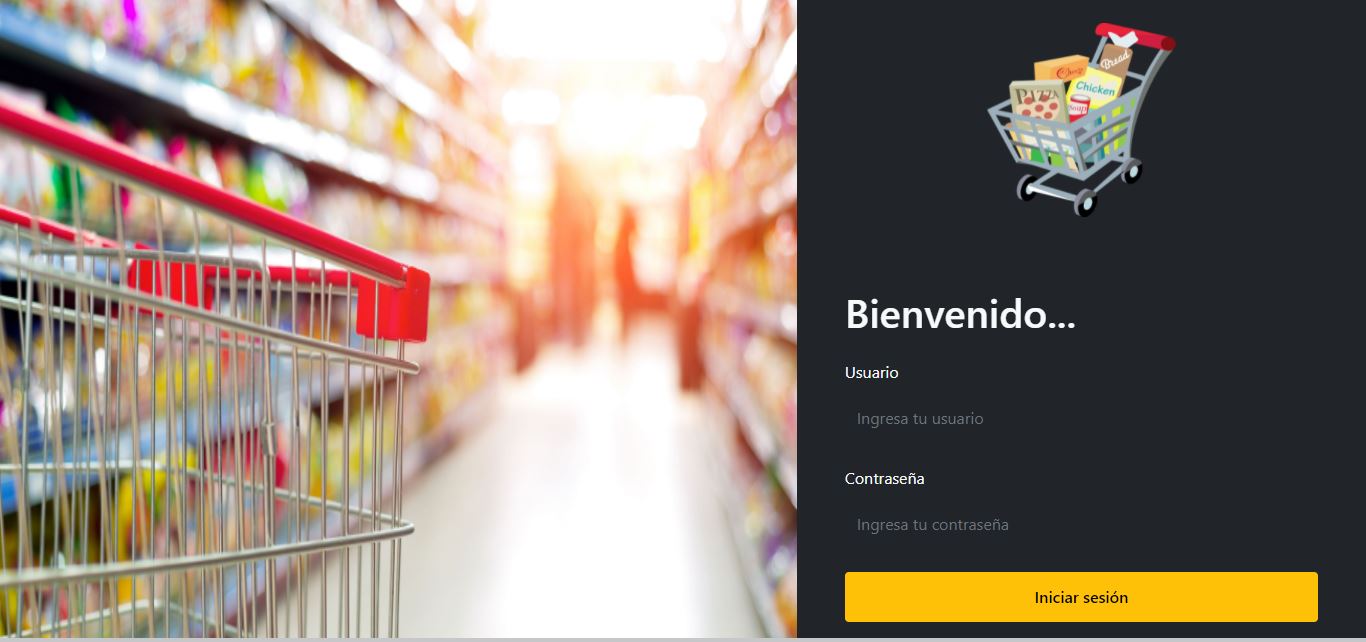 Bread
Cheese
Chicken
PIZZA
Soup
Bienvenido...
Usuario
Ingresa tu usuario
Contraseña
Ingresa tu contraseña
Iniciar sesión